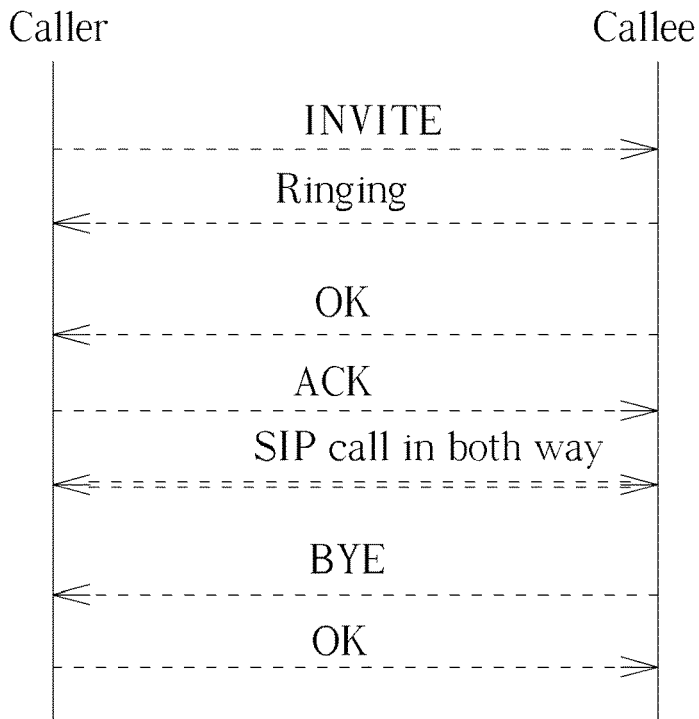 Caller Callee
INVITE
Ringing
OK
ACK
SIP call in both way
BYE
OK